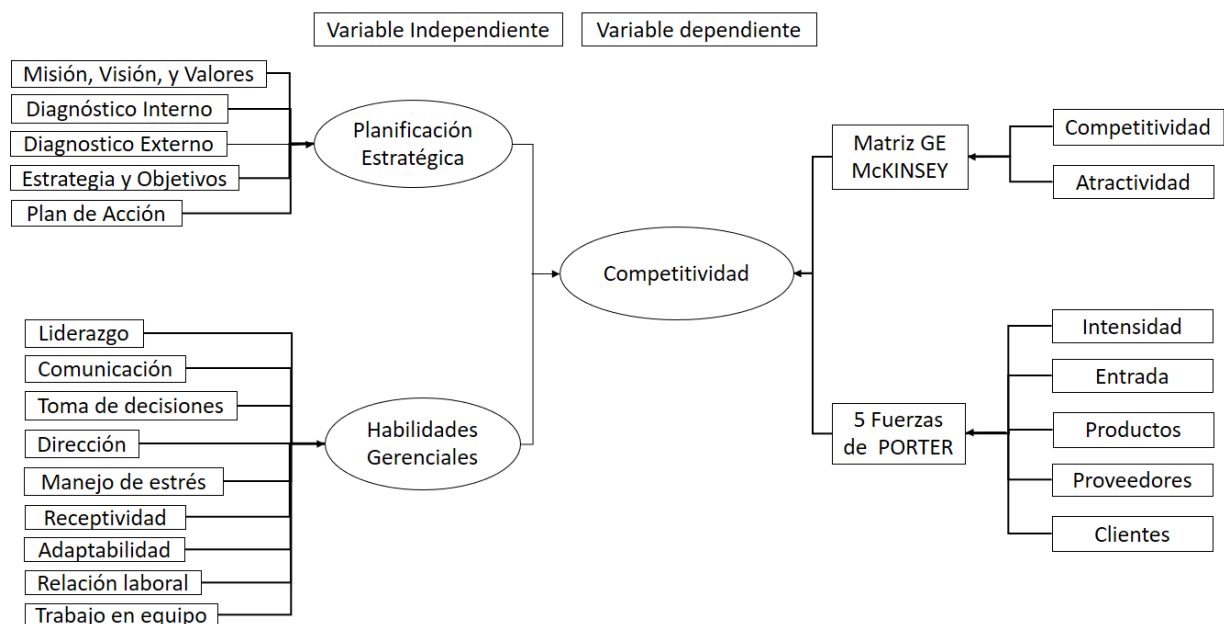 Variable Independiente
Variable dependiente
Misión, Visión, y Valores
Diagnóstico Interno
Diagnostico Externo
Estrategia y Objetivos
Plan de Acción
Planificación
Estratégica
Liderazgo
Comunicación
Toma de decisiones
Dirección
Manejo de estrés
Receptividad
Adaptabilidad
Relación laboral
Trabajo en equipo
Habilidades
Gerenciales
Competitividad
Matriz GE
McKINSEY
Competitividad
Atractividad
5 Fuerzas
de PORTER
Intensidad
Entrada
Productos
Proveedores
Clientes